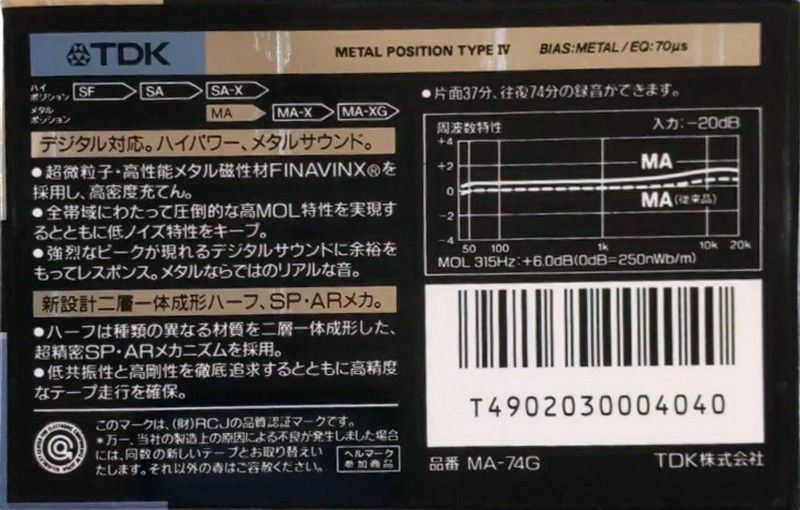 TDK
METAL POSITION TYPE IV
BIAS:METAL/EQ:70μs
ハイポジション SF SA SA-X
メタルポジション MA MA-X MA-XG
デジタル対応。ハイパワー、メタルサウンド。
●超微粒子・高性能メタル磁性材FINAVINX®を
採用し、高密度充てん。
●全帯域にわたって圧倒的な高MOL特性を実現す
るとともに低ノイズ特性をキープ。
●強烈なピークが現れるデジタルサウンドに余裕を
もってレスポンス。メタルならではのリアルな音。
新設計二層一体成形ハーフ、SP・ARメカ。
●ハーフは種類の異なる材質を二層一体成形した、
超精密SP・ARメカニズムを採用。
●低共振性と高剛性を徹底追求するとともに高精度
なテープ走行を確保。
このマークは、(財)RCJの品質認証マークです。
*万一、当社の製造上の原因による不良が発生しました場合
には、同数の新しいテープとお取り替えい
たします。それ以外の責はご容赦ください。
ベルマーク
参加商品
●片面37分、往復74分の録音ができます。
周波数特性 入力:-20dB
+4
+2
0
-2
-4
MA
MA(従来品)
50 100 1k 10k 20k
MOL 315Hz:+6.0dB(0dB=250nWb/m)
T4902030004040
品番 MA-74G TDK株式会社